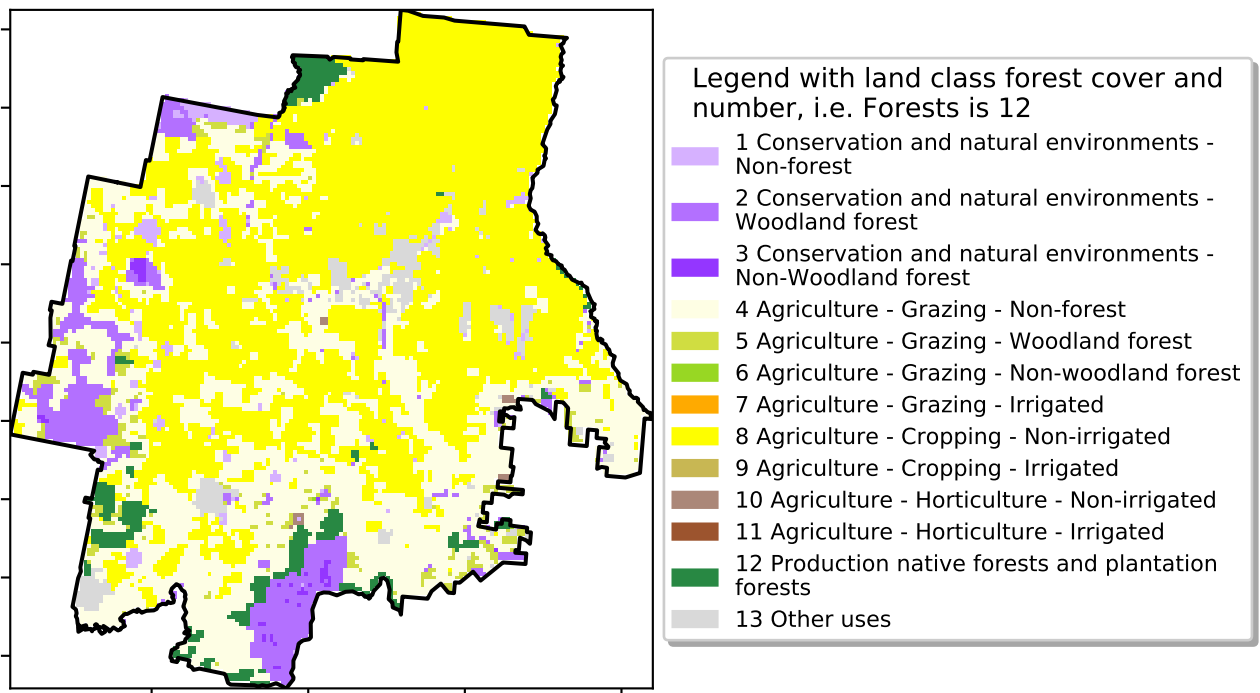 Legend with land class forest cover and
number, i.e. Forests is 12
1 Conservation and natural environments -
Non-forest
2 Conservation and natural environments -
Woodland forest
3 Conservation and natural environments -
Non-Woodland forest
4 Agriculture - Grazing - Non-forest
5 Agriculture - Grazing - Woodland forest
6 Agriculture - Grazing - Non-woodland forest
7 Agriculture - Grazing - Irrigated
8 Agriculture - Cropping - Non-irrigated
9 Agriculture - Cropping - Irrigated
10 Agriculture - Horticulture - Non-irrigated
11 Agriculture - Horticulture - Irrigated
12 Production native forests and plantation
forests
13 Other uses